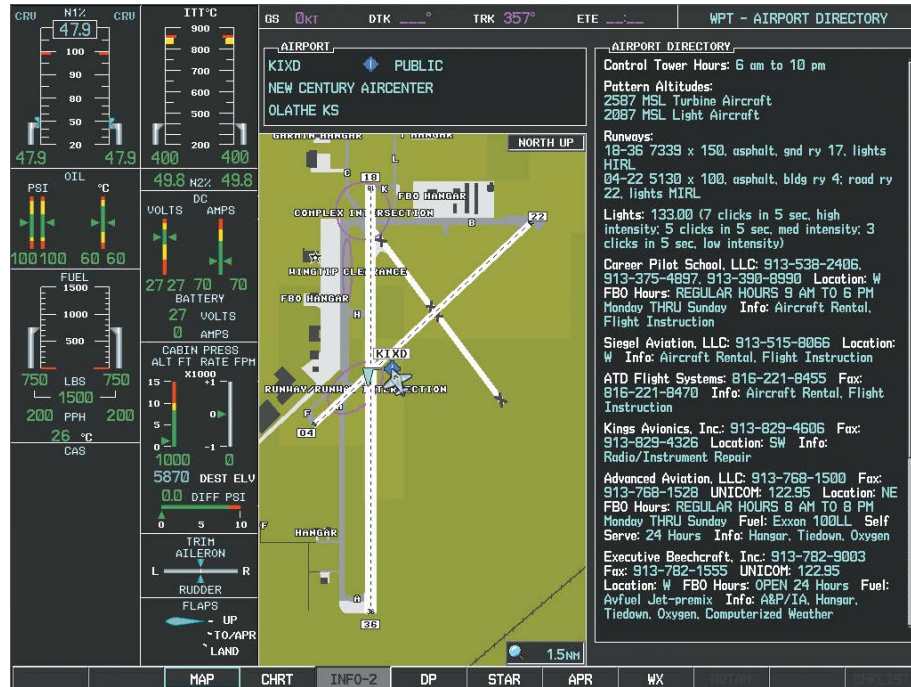 CRV N1% CRV
47.9
100
90
80
50
20
47.9 47.9
ITT°C
900
800
700
600
500
200
400 400
49.8 N2% 49.8
OIL
PSI °C
100 100 60 60
DC
VOLTS AMPS
27 27 70 70
BATTERY
27 VOLTS
0 AMPS
FUEL
1500
1000
500
750 LBS 750
1500
200 PPH 200
26 °C
CABIN PRESS
ALT FT RATE FPM
X1000
15 +1
10
5 0
0 -1
1000 0
5870 DEST ELV
0.0 DIFF PSI
0 5 10
CAS
TRIM
AILERON
L R
RUDDER
FLAPS
UP
TO/APR
LAND
GS 0KT DTK ___° TRK 357° ETE __:__
WPT - AIRPORT DIRECTORY
AIRPORT
KIXD PUBLIC
NEW CENTURY AIRCENTER
OLATHE KS
NORTH UP
L
C
18
K
FBO HANGAR
COMPLEX INTERSECTION
22
B
WINGTIP CLEARANCE
FBO HANGAR
H
KIXD
RUNWAY/RUNWAY INTERSECTION
F
04
F
HANGAR
A
36
1.5NM
AIRPORT DIRECTORY
Control Tower Hours: 6 am to 10 pm
Pattern Altitudes:
2587 MSL Turbine Aircraft
2087 MSL Light Aircraft
Runways:
18-36 7339 x 150, asphalt, gnd ry 17, lights
HIRL
04-22 5130 x 100, asphalt, bldg ry 4; road ry
22, lights MIRL
Lights: 133.00 (7 clicks in 5 sec, high
intensity; 5 clicks in 5 sec, med intensity; 3
clicks in 5 sec, low intensity)
Career Pilot School, LLC: 913-538-2406,
913-375-4897, 913-390-8990 Location: W
FBO Hours: REGULAR HOURS 9 AM TO 6 PM
Monday THRU Sunday Info: Aircraft Rental,
Flight Instruction
Siegel Aviation, LLC: 913-515-8066 Location:
W Info: Aircraft Rental, Flight Instruction
ATD Flight Systems: 816-221-8455 Fax:
816-221-8470 Info: Aircraft Rental, Flight
Instruction
Kings Avionics, Inc.: 913-829-4606 Fax:
913-829-4326 Location: SW Info:
Radio/Instrument Repair
Advanced Aviation, LLC: 913-768-1500 Fax:
913-768-1528 UNICOM: 122.95 Location: NE
FBO Hours: REGULAR HOURS 8 AM TO 8 PM
Monday THRU Sunday Fuel: Exxon 100LL Self
Serve: 24 Hours Info: Hangar, Tiedown, Oxygen
Executive Beechcraft, Inc.: 913-782-9003
Fax: 913-782-1555 UNICOM: 122.95
Location: W FBO Hours: OPEN 24 Hours Fuel:
Avfuel Jet-premix Info: A&P/IA, Hangar,
Tiedown, Oxygen, Computerized Weather
MAP CHRT INFO-2 DP STAR APR WX NOTAM CHKLIST